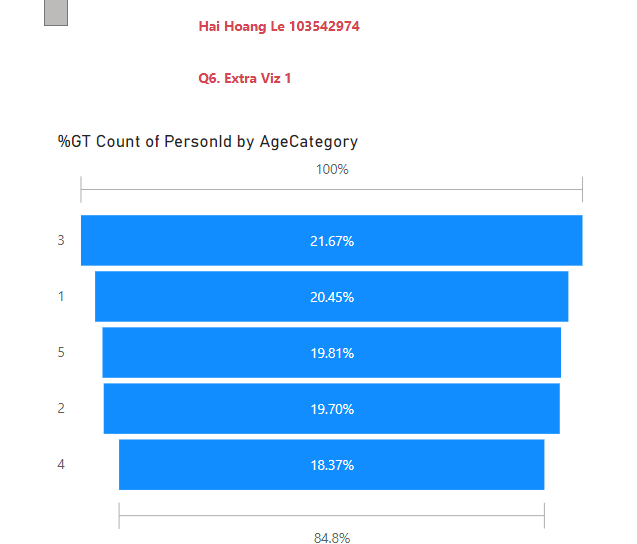 Hai Hoang Le 103542974
Q6. Extra Viz 1
%GT Count of PersonId by AgeCategory
100%
3 21.67%
1 20.45%
5 19.81%
2 19.70%
4 18.37%
84.8%